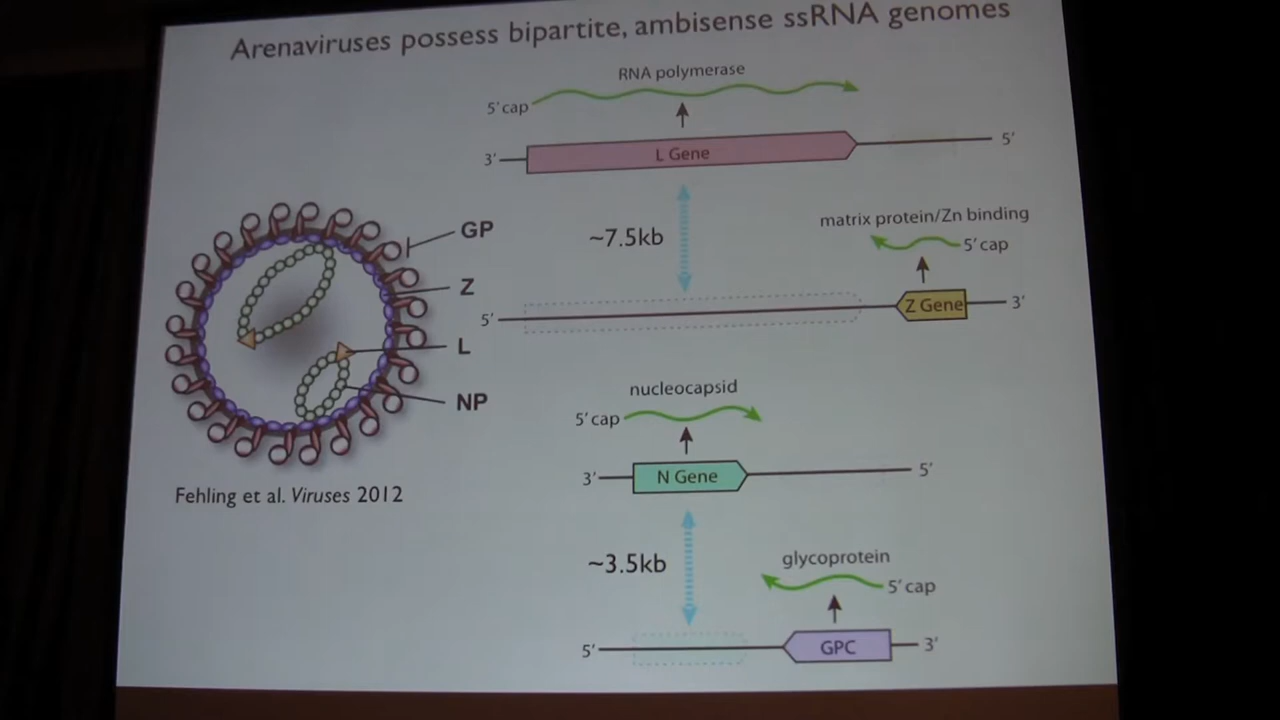 Arenaviruses possess bipartite, ambisense ssRNA genomes
RNA polymerase
5' cap
3'
L Gene
5'
~7.5kb
matrix protein/Zn binding
5' cap
5'
Z Gene
3'
GP
Z
L
NP
Fehling et al. Viruses 2012
nucleocapsid
5' cap
3'
N Gene
5'
~3.5kb
glycoprotein
5' cap
5'
GPC
3'